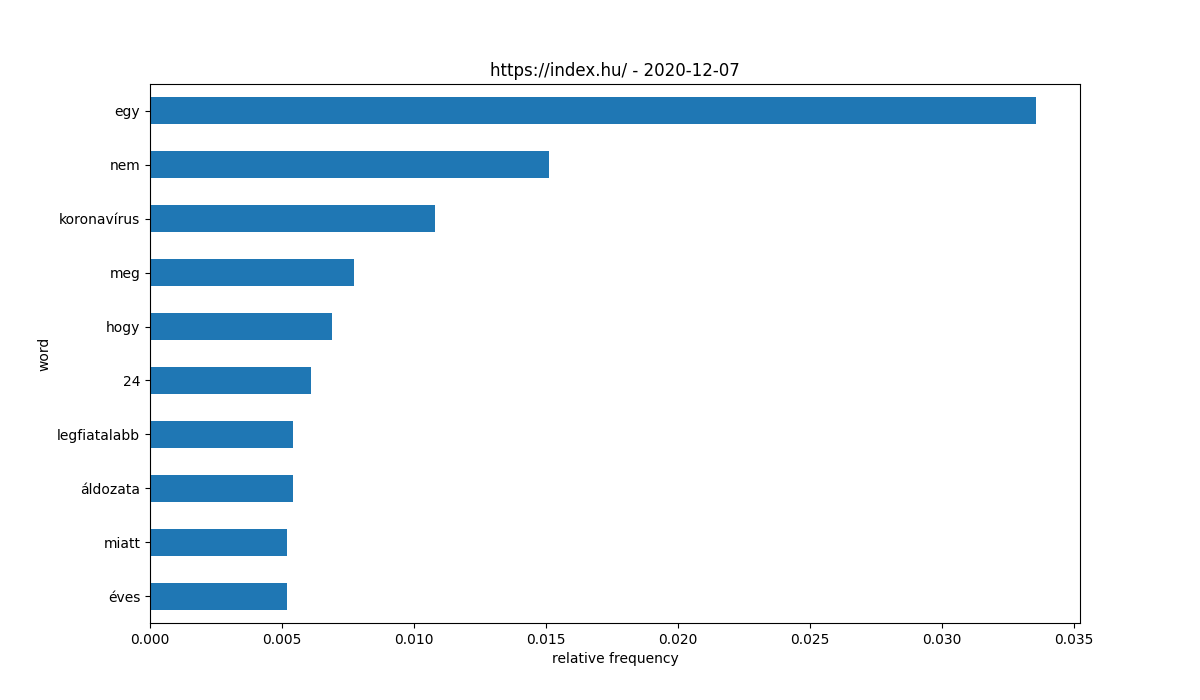 https://index.hu/ - 2020-12-07
egy
nem
koronavírus
meg
hogy
24
legfiatalabb
áldozata
miatt
éves
word
0.000 0.005 0.010 0.015 0.020 0.025 0.030 0.035
relative frequency